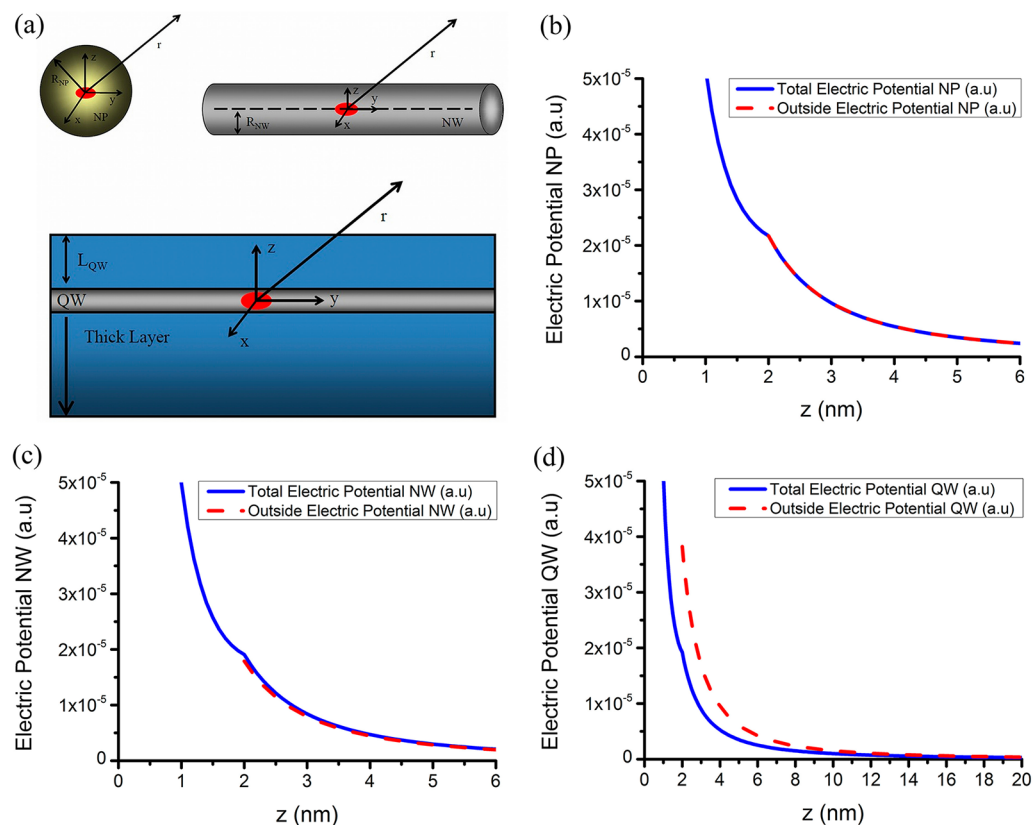 (a)
z
r
R_NP
y
x
NP
r
z
y
x
R_NW
NW
r
z
L_QW
QW
y
x
Thick Layer
(b)
Electric Potential NP (a.u)
5x10⁻⁵
4x10⁻⁵
3x10⁻⁵
2x10⁻⁵
1x10⁻⁵
0
Total Electric Potential NP (a.u)
Outside Electric Potential NP (a.u)
0 1 2 3 4 5 6
z (nm)
(c)
Electric Potential NW (a.u)
5x10⁻⁵
4x10⁻⁵
3x10⁻⁵
2x10⁻⁵
1x10⁻⁵
0
Total Electric Potential NW (a.u)
Outside Electric Potential NW (a.u)
0 1 2 3 4 5 6
z (nm)
(d)
Electric Potential QW (a.u)
5x10⁻⁵
4x10⁻⁵
3x10⁻⁵
2x10⁻⁵
1x10⁻⁵
0
Total Electric Potential QW (a.u)
Outside Electric Potential QW (a.u)
0 2 4 6 8 10 12 14 16 18 20
z (nm)